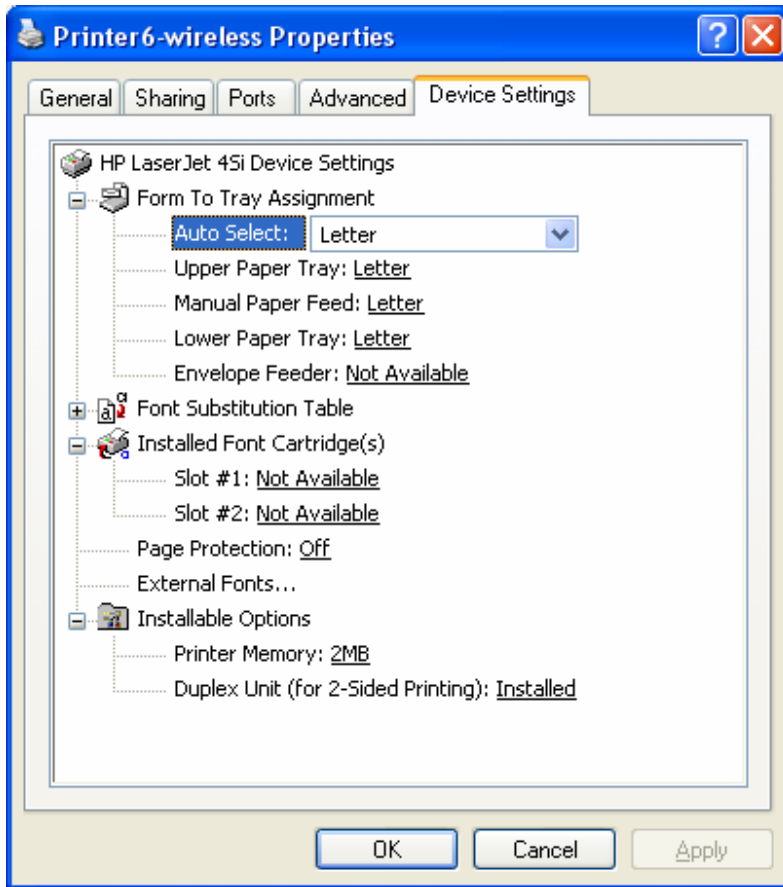 Printer6-wireless Properties
General Sharing Ports Advanced Device Settings
HP LaserJet 4Si Device Settings
Form To Tray Assignment
Auto Select: Letter
Upper Paper Tray: Letter
Manual Paper Feed: Letter
Lower Paper Tray: Letter
Envelope Feeder: Not Available
Font Substitution Table
Installed Font Cartridge(s)
Slot #1: Not Available
Slot #2: Not Available
Page Protection: Off
External Fonts...
Installable Options
Printer Memory: 2MB
Duplex Unit (for 2-Sided Printing): Installed
OK Cancel Apply